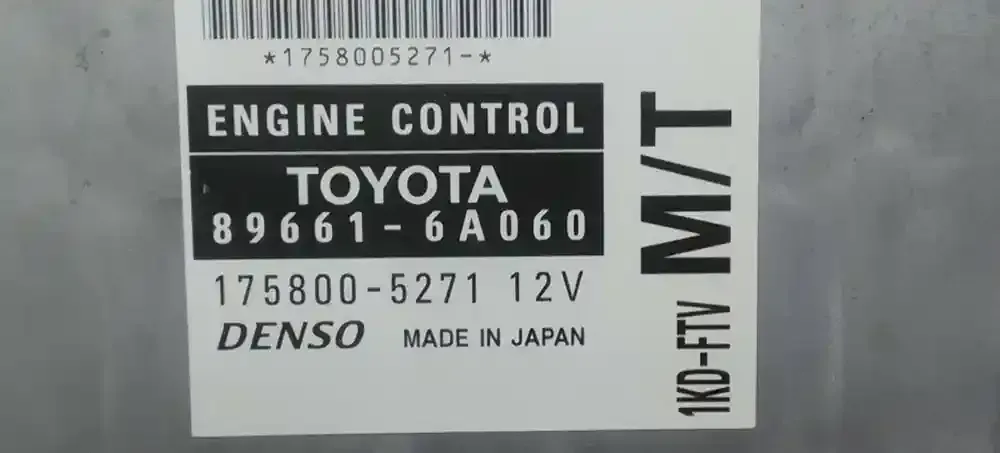 *1758005271-*
ENGINE CONTROL
TOYOTA
89661-6A060
175800-5271 12V
DENSO MADE IN JAPAN
1KD-FTV M/T